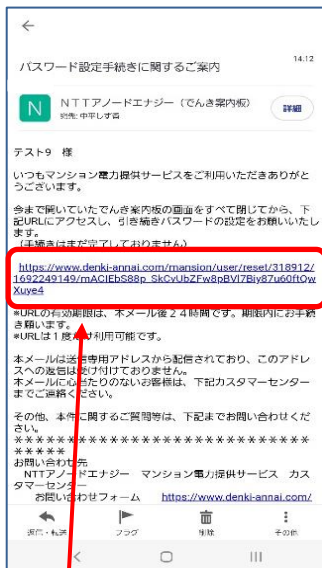 14.12
パスワード設定手続きに関するご案内
N
NTTアノードエナジー（でんき案内板）
詳細
宛先: 中平しず香
テスト9 様
いつもマンション電力提供サービスをご利用いただきありがと
うございます。
今まで開いていたでんき案内板の画面をすべて閉じてから、下
記URLにアクセスし、引き続きパスワードの設定をお願いいたし
ます。
（手続きはまだ完了しておりません）
https://www.denki-annai.com/mansion/user/reset/318912/
1692249149/mAClEbS88p_SkCvUbZFw8pBVl7Biy87u60ftOw
Xuye4
*URLの有効期限は、本メール後２４時間です。期限内にお手続
き願います。
*URLは１度だけ利用可能です。
本メールは送信専用アドレスから配信されており、このアドレ
スへの返信は受け付けておりません。
本メールに心当たりのないお客様は、下記カスタマーセンター
までご連絡ください。
その他、本件に関するご質問等は、下記までお問い合わせくだ
さい。
＊＊＊＊＊＊＊＊＊＊＊＊＊＊＊＊＊＊＊＊＊＊＊＊＊＊＊
＊＊＊＊＊
お問い合わせ先
NTTアノードエナジー　マンション電力提供サービス　カス
タマーセンター
お問い合わせフォーム　https://www.denki-annai.com/
返信・転送
フラグ
削除
その他